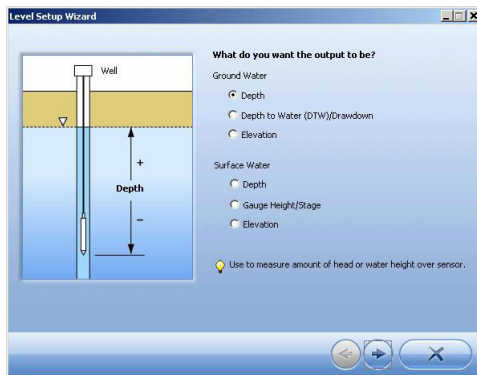 Level Setup Wizard
Well
+
Depth
–
What do you want the output to be?
Ground Water
Depth
Depth to Water (DTW)/Drawdown
Elevation
Surface Water
Depth
Gauge Height/Stage
Elevation
Use to measure amount of head or water height over sensor.